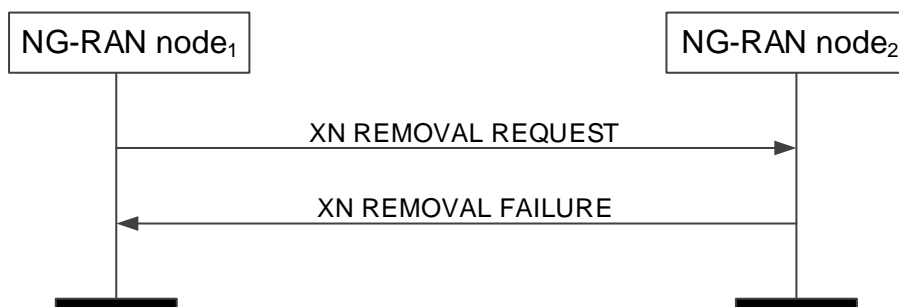 NG-RAN node₁
NG-RAN node₂
XN REMOVAL REQUEST
XN REMOVAL FAILURE